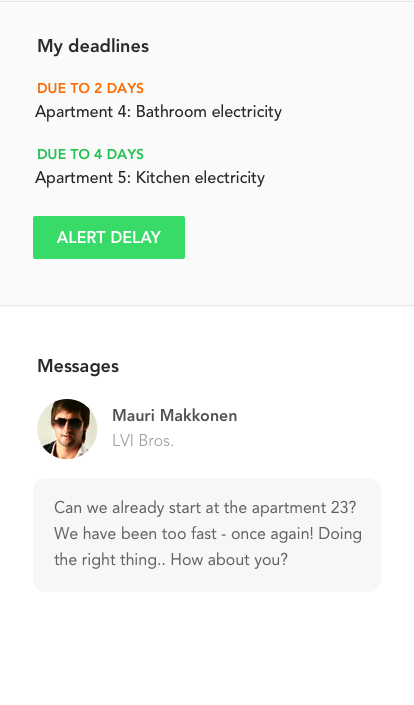 My deadlines
DUE TO 2 DAYS
Apartment 4: Bathroom electricity
DUE TO 4 DAYS
Apartment 5: Kitchen electricity
ALERT DELAY
Messages
Mauri Makkonen
LVI Bros.
Can we already start at the apartment 23?
We have been too fast - once again! Doing
the right thing.. How about you?